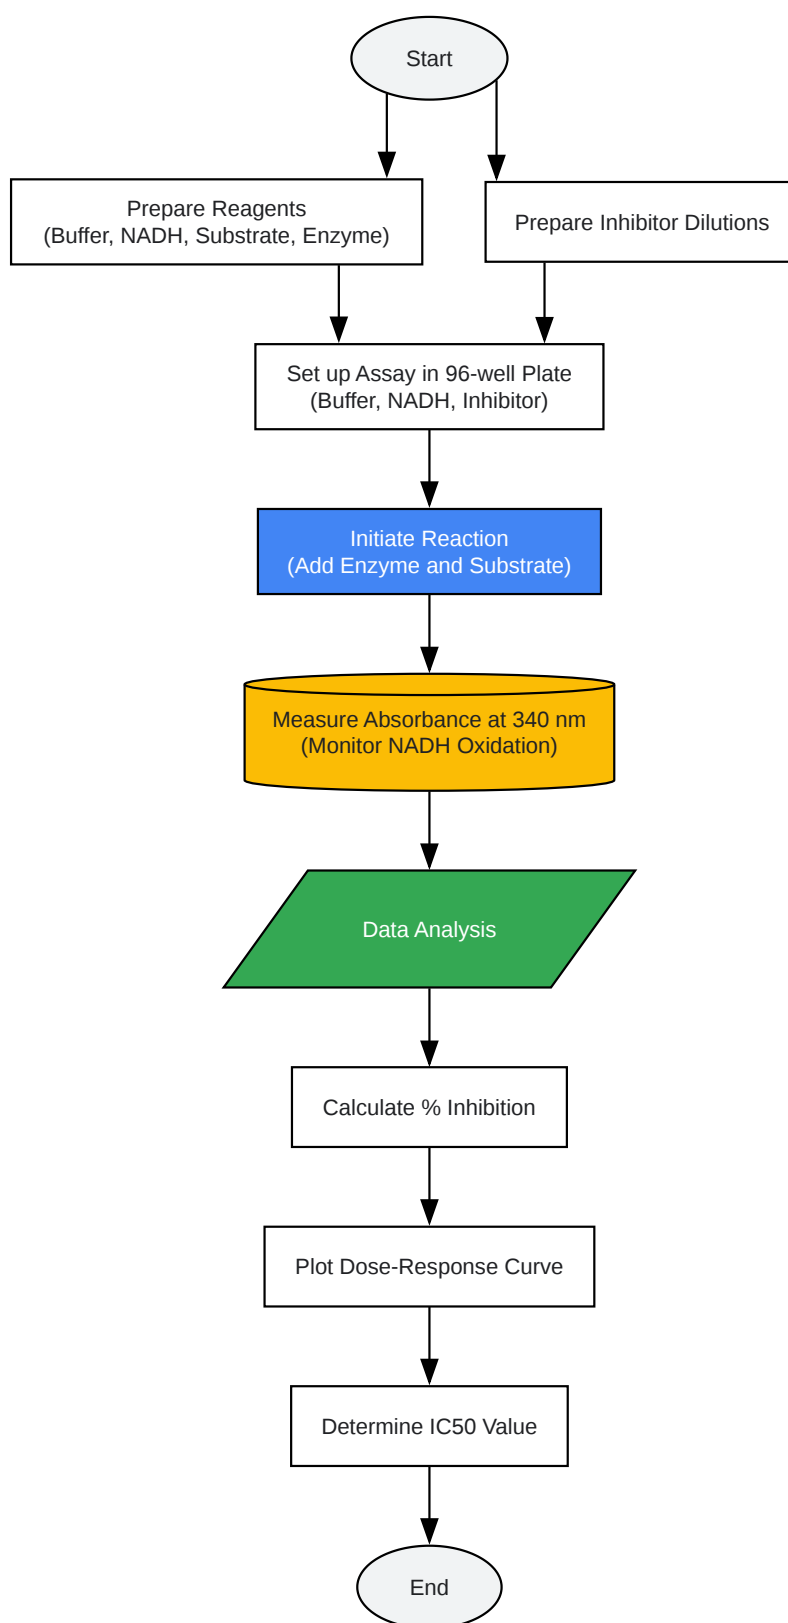 Start
Prepare Reagents
(Buffer, NADH, Substrate, Enzyme)
Prepare Inhibitor Dilutions
Set up Assay in 96-well Plate
(Buffer, NADH, Inhibitor)
Initiate Reaction
(Add Enzyme and Substrate)
Measure Absorbance at 340 nm
(Monitor NADH Oxidation)
Data Analysis
Calculate % Inhibition
Plot Dose-Response Curve
Determine IC50 Value
End